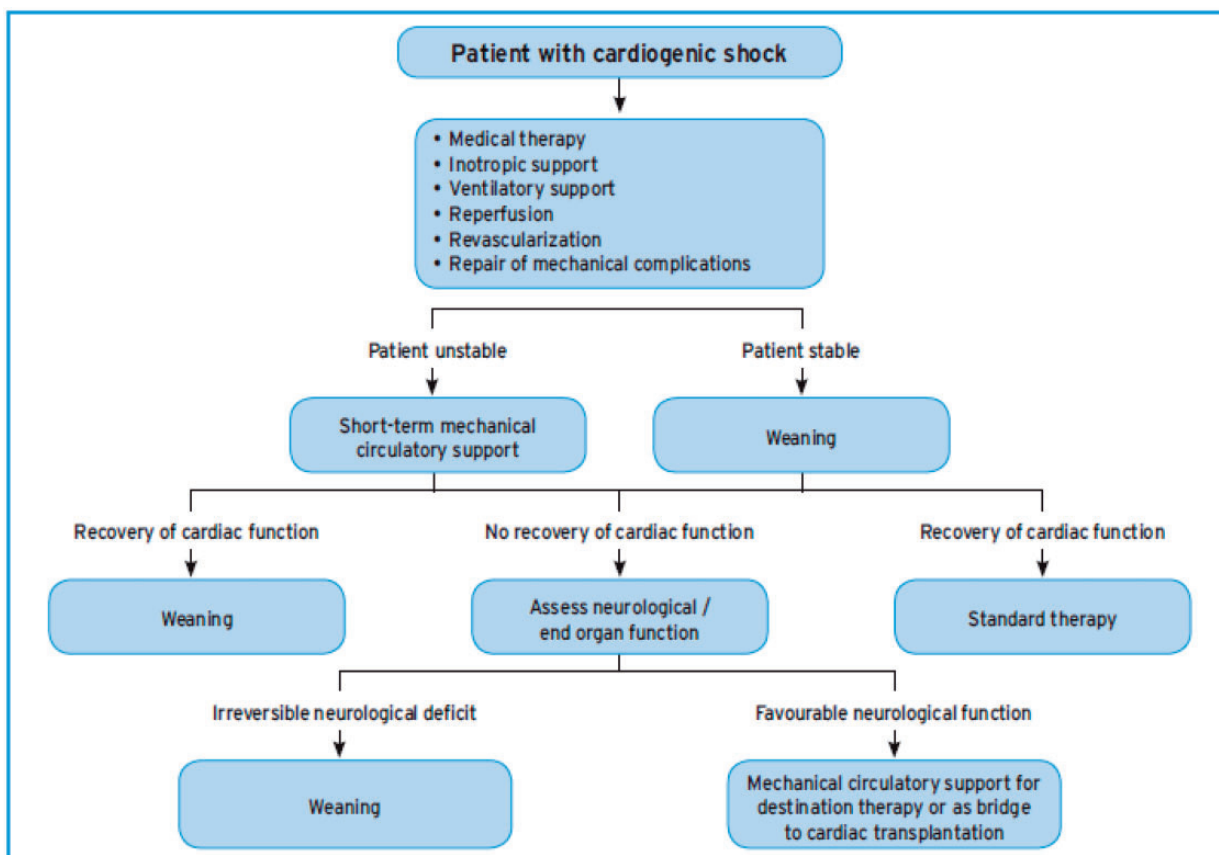 Patient with cardiogenic shock
• Medical therapy
• Inotropic support
• Ventilatory support
• Reperfusion
• Revascularization
• Repair of mechanical complications
Patient unstable
Patient stable
Short-term mechanical
circulatory support
Weaning
Recovery of cardiac function
No recovery of cardiac function
Recovery of cardiac function
Weaning
Assess neurological /
end organ function
Standard therapy
Irreversible neurological deficit
Favourable neurological function
Weaning
Mechanical circulatory support for
destination therapy or as bridge
to cardiac transplantation